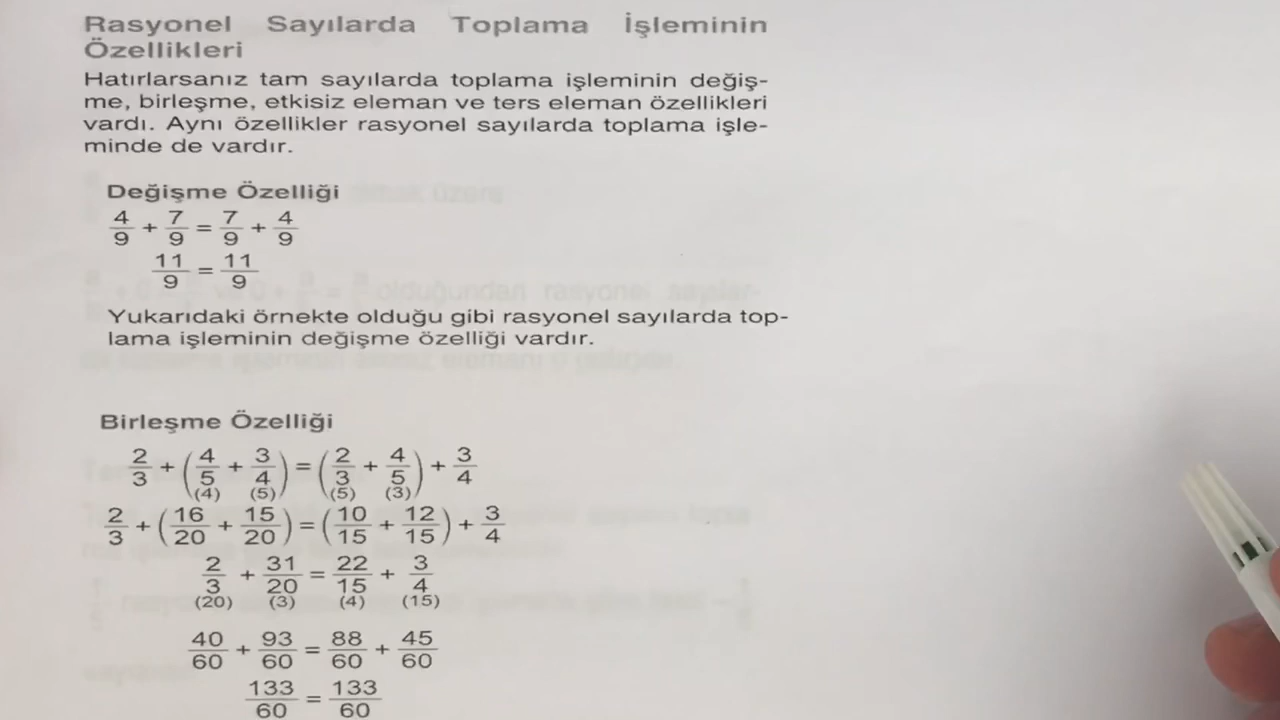 Rasyonel Sayılarda Toplama İşleminin
Özellikleri
Hatırlarsanız tam sayılarda toplama işleminin değiş-
me, birleşme, etkisiz eleman ve ters eleman özellikleri
vardı. Aynı özellikler rasyonel sayılarda toplama işle-
minde de vardır.
Değişme Özelliği
4/9 + 7/9 = 7/9 + 4/9
11/9 = 11/9
Yukarıdaki örnekte olduğu gibi rasyonel sayılarda top-
lama işleminin değişme özelliği vardır.
Birleşme Özelliği
2/3 + (4/5 + 3/4) = (2/3 + 4/5) + 3/4
(4) (5) (5) (3)
2/3 + (16/20 + 15/20) = (10/15 + 12/15) + 3/4
2/3 + 31/20 = 22/15 + 3/4
(20) (3) (4) (15)
40/60 + 93/60 = 88/60 + 45/60
133/60 = 133/60